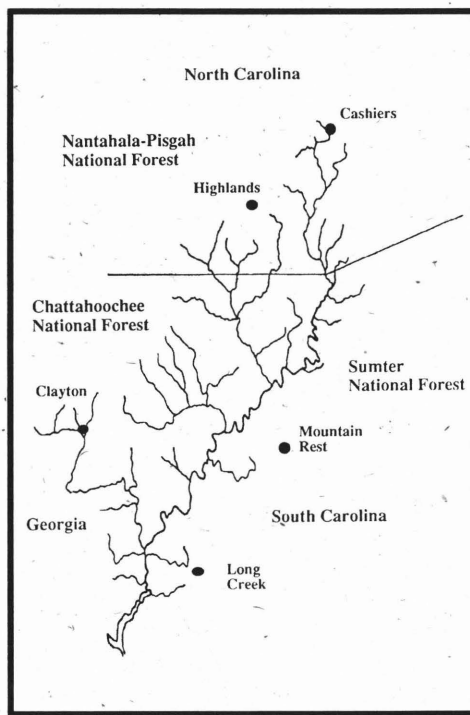 North Carolina
Cashiers
Nantahala-Pisgah
National Forest
Highlands
Chattahoochee
National Forest
Sumter
National Forest
Clayton
Mountain
Rest
Georgia
South Carolina
Long
Creek